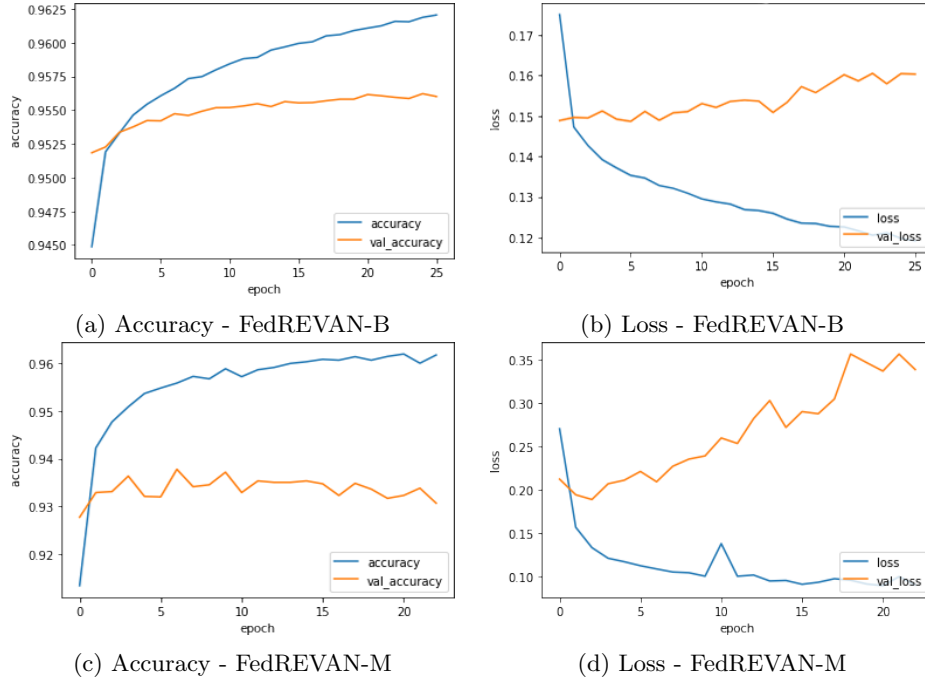 0.9625
0.9600
0.9575
0.9550
0.9525
0.9500
0.9475
0.9450
accuracy
accuracy
val_accuracy
0 5 10 15 20 25
epoch
0.17
0.16
0.15
0.14
0.13
0.12
loss
loss
val_loss
0 5 10 15 20 25
epoch
(a) Accuracy - FedREVAN-B
(b) Loss - FedREVAN-B
0.96
0.95
0.94
0.93
0.92
accuracy
accuracy
val_accuracy
0 5 10 15 20
epoch
0.35
0.30
0.25
0.20
0.15
0.10
loss
loss
val_loss
0 5 10 15 20
epoch
(c) Accuracy - FedREVAN-M
(d) Loss - FedREVAN-M